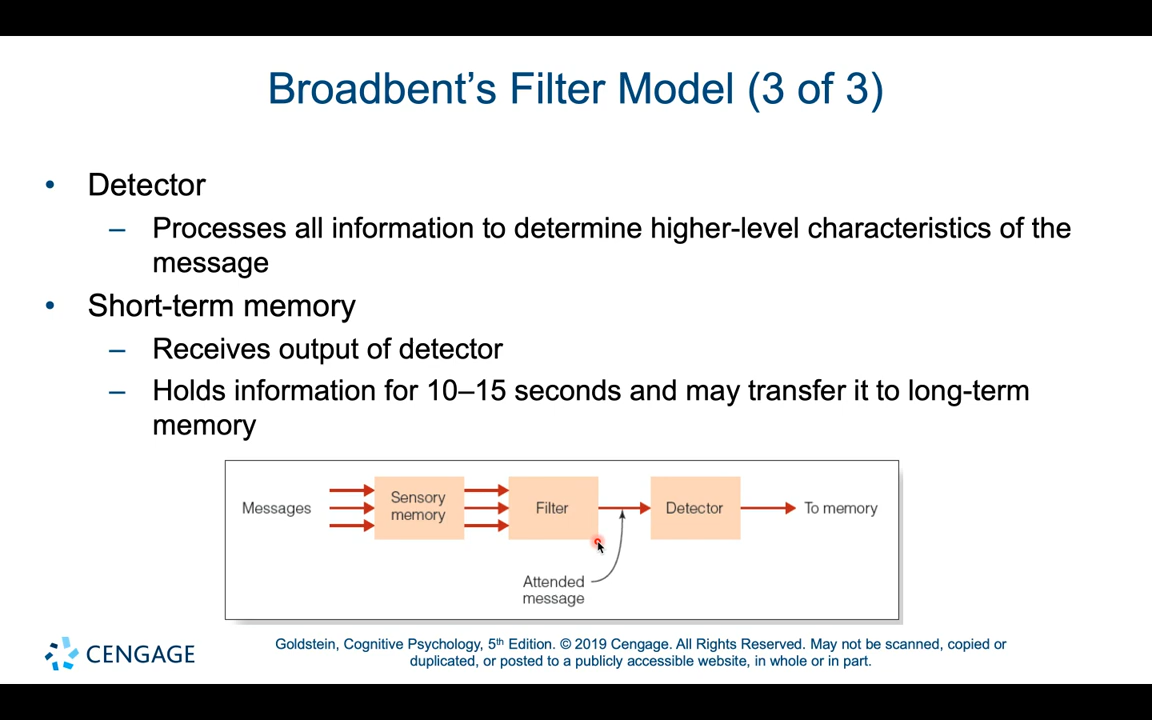 Broadbent’s Filter Model (3 of 3)
• Detector
– Processes all information to determine higher-level characteristics of the
message
• Short-term memory
– Receives output of detector
– Holds information for 10–15 seconds and may transfer it to long-term
memory
Messages
Sensory
memory
Filter
Detector
To memory
Attended
message
CENGAGE
Goldstein, Cognitive Psychology, 5th Edition. © 2019 Cengage. All Rights Reserved. May not be scanned, copied or
duplicated, or posted to a publicly accessible website, in whole or in part.